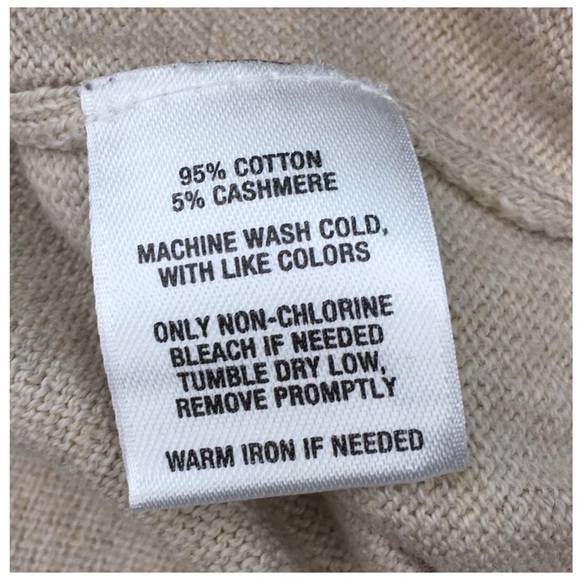 95% COTTON
5% CASHMERE
MACHINE WASH COLD,
WITH LIKE COLORS
ONLY NON-CHLORINE
BLEACH IF NEEDED
TUMBLE DRY LOW,
REMOVE PROMPTLY
WARM IRON IF NEEDED